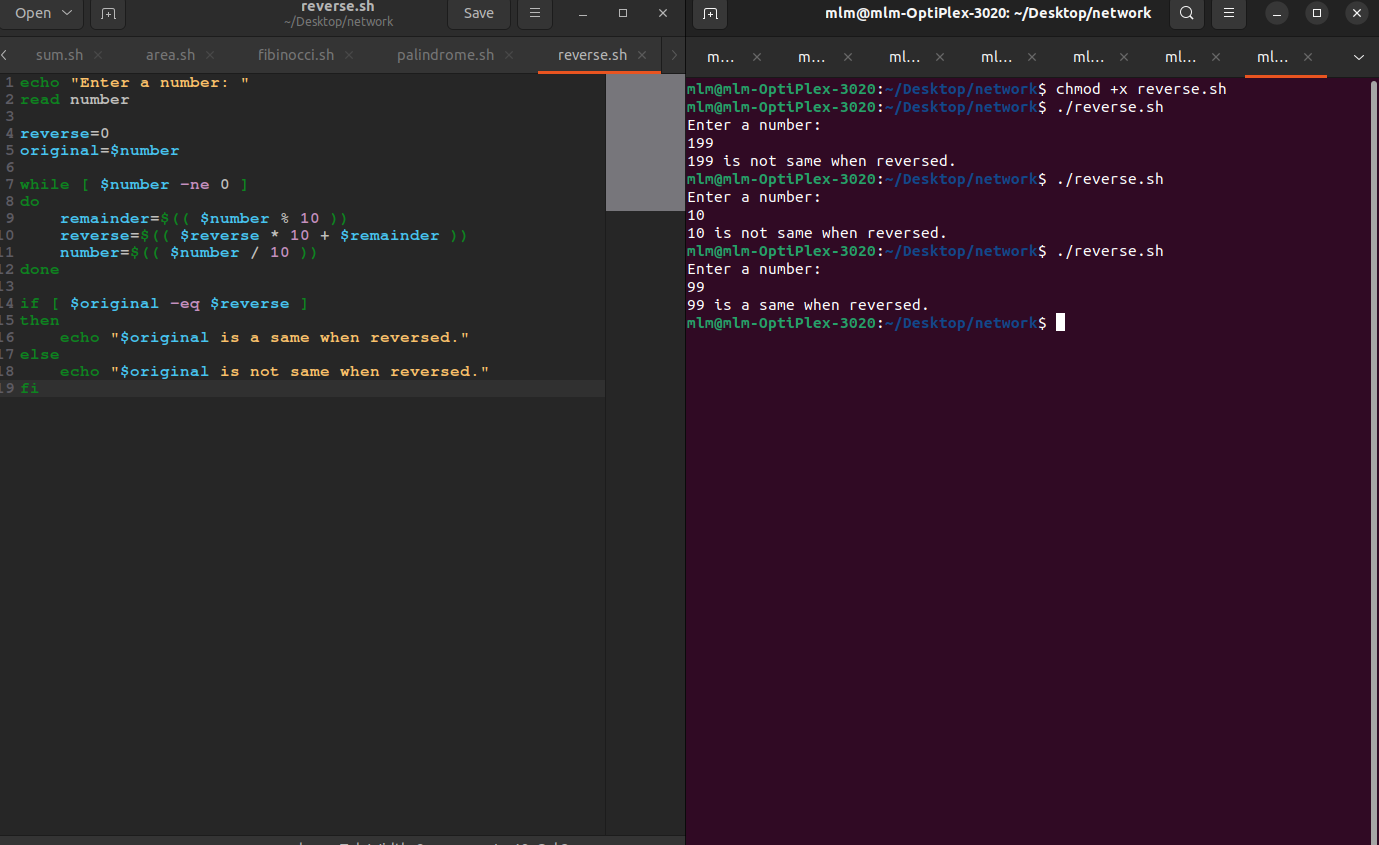 Open
reverse.sh
~/Desktop/network
Save
sum.sh
area.sh
fibinocci.sh
palindrome.sh
reverse.sh
1 echo "Enter a number: "
2 read number
3
4 reverse=0
5 original=$number
6
7 while [ $number -ne 0 ]
8 do
9     remainder=$(( $number % 10 ))
10     reverse=$(( $reverse * 10 + $remainder ))
11     number=$(( $number / 10 ))
12 done
13
14 if [ $original -eq $reverse ]
15 then
16     echo "$original is a same when reversed."
17 else
18     echo "$original is not same when reversed."
19 fi
mlm@mlm-OptiPlex-3020: ~/Desktop/network
m...
m...
ml...
ml...
ml...
ml...
ml...
mlm@mlm-OptiPlex-3020:~/Desktop/network$ chmod +x reverse.sh
mlm@mlm-OptiPlex-3020:~/Desktop/network$ ./reverse.sh
Enter a number:
199
199 is not same when reversed.
mlm@mlm-OptiPlex-3020:~/Desktop/network$ ./reverse.sh
Enter a number:
10
10 is not same when reversed.
mlm@mlm-OptiPlex-3020:~/Desktop/network$ ./reverse.sh
Enter a number:
99
99 is a same when reversed.
mlm@mlm-OptiPlex-3020:~/Desktop/network$